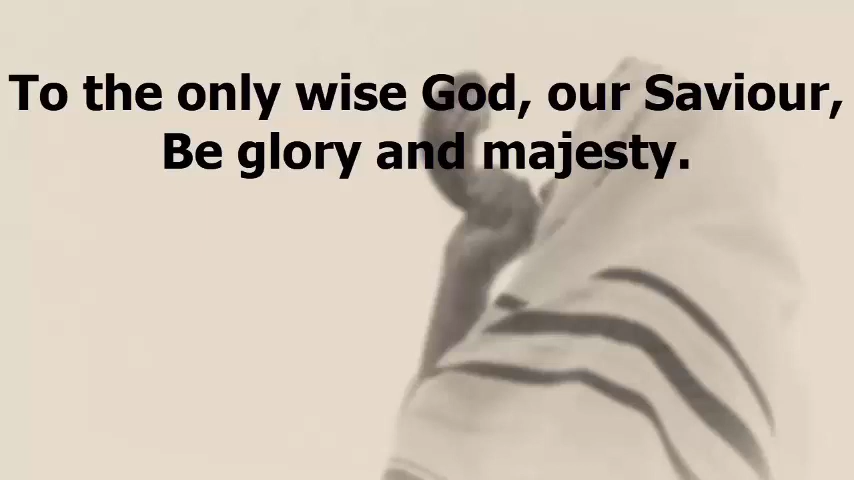 To the only wise God, our Saviour,
Be glory and majesty.